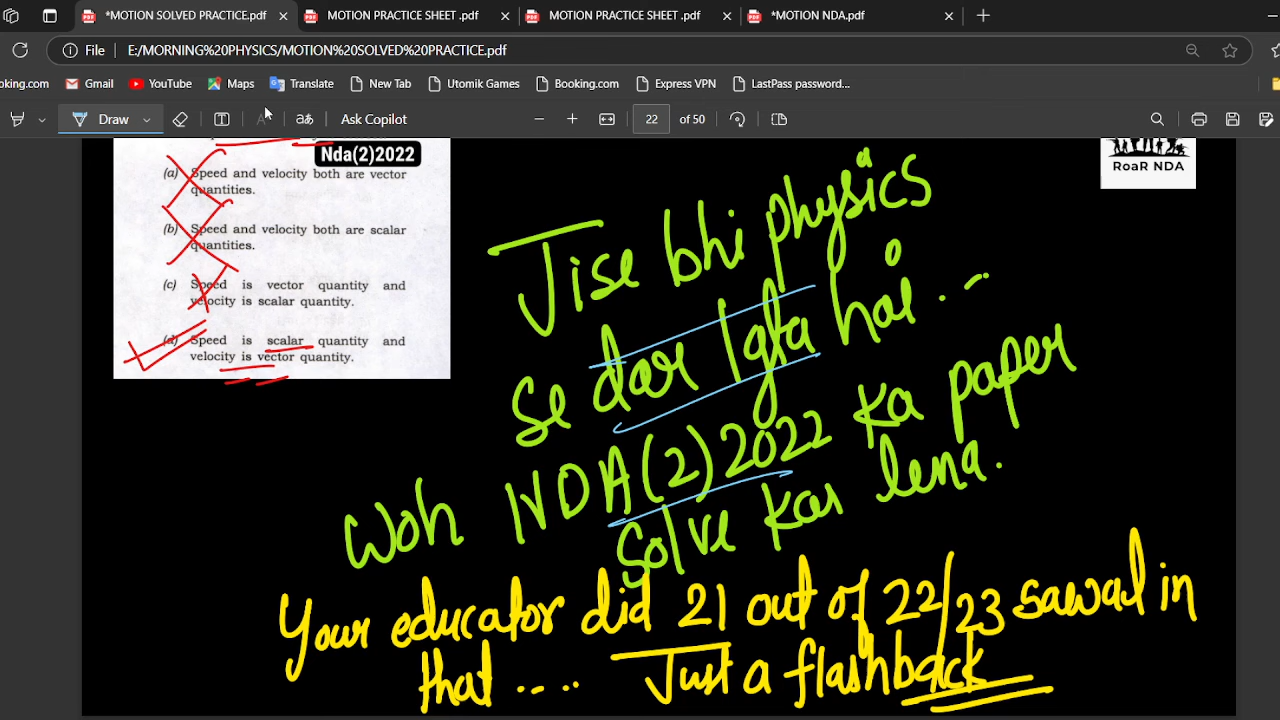 *MOTION SOLVED PRACTICE.pdf
MOTION PRACTICE SHEET .pdf
MOTION PRACTICE SHEET .pdf
*MOTION NDA.pdf
File
E:/MORNING%20PHYSICS/MOTION%20SOLVED%20PRACTICE.pdf
ooking.com
Gmail
YouTube
Maps
Translate
New Tab
Utomik Games
Booking.com
Express VPN
LastPass password...
Draw
Ask Copilot
22 of 50
Nda(2)2022
(a) Speed and velocity both are vector
quantities.
(b) Speed and velocity both are scalar
quantities.
(c) Speed is vector quantity and
velocity is scalar quantity.
(d) Speed is scalar quantity and
velocity is vector quantity.
RoaR NDA
Jise bhi physics
se dar lgta hai...
Woh NDA(2)2022 ka paper
solve kar lena.
Your educator did 21 out of 22/23 sawal in
that .... Just a flashback